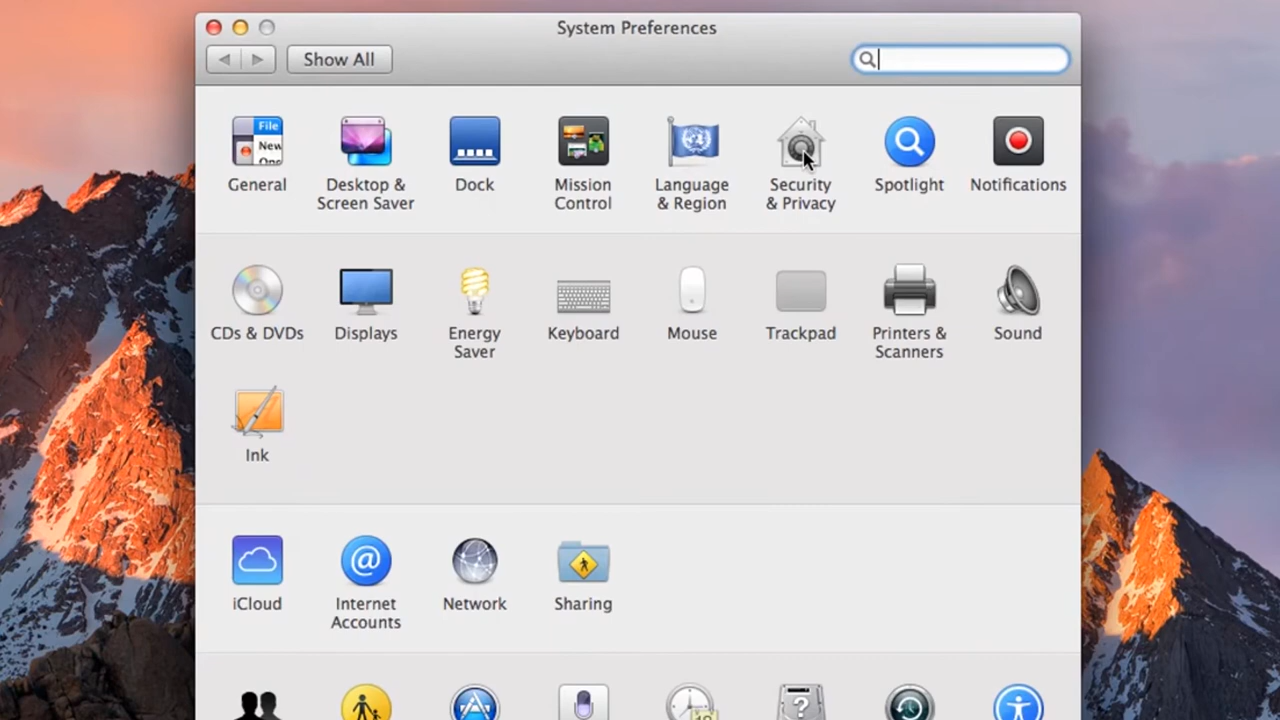 System Preferences
Show All
File
New
Ope
General
Desktop &
Screen Saver
Dock
Mission
Control
Language
& Region
Security
& Privacy
Spotlight
Notifications
CDs & DVDs
Displays
Energy
Saver
Keyboard
Mouse
Trackpad
Printers &
Scanners
Sound
Ink
iCloud
@
Internet
Accounts
Network
Sharing
?